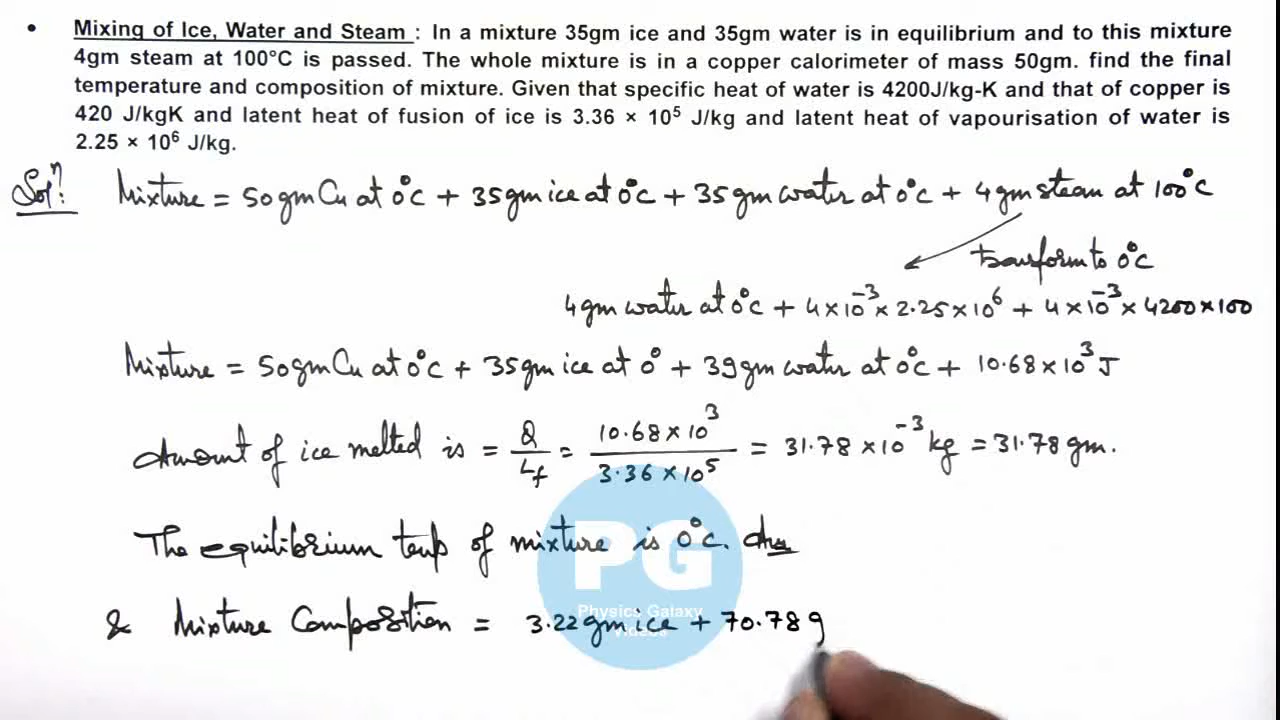 • Mixing of Ice, Water and Steam : In a mixture 35gm ice and 35gm water is in equilibrium and to this mixture
4gm steam at 100°C is passed. The whole mixture is in a copper calorimeter of mass 50gm. find the final
temperature and composition of mixture. Given that specific heat of water is 4200J/kg-K and that of copper is
420 J/kgK and latent heat of fusion of ice is 3.36 × 10⁵ J/kg and latent heat of vapourisation of water is
2.25 × 10⁶ J/kg.
Solⁿ: Mixture = 50gm Cu at 0°C + 35gm ice at 0°C + 35gm water at 0°C + 4gm steam at 100°C
transform to 0°C
4gm water at 0°C + 4×10⁻³ × 2.25×10⁶ + 4×10⁻³ × 4200×100
Mixture = 50gm Cu at 0°C + 35gm ice at 0° + 39gm water at 0°C + 10.68×10³ J
Amount of ice melted is = Q/Lf = 10.68×10³/3.36×10⁵ = 31.78 ×10⁻³ kg = 31.78 gm.
The equilibrium temp of mixture is 0°C. Ans
& Mixture Composition = 3.22gm ice + 70.78 g
PG
Physics Galaxy
Videos